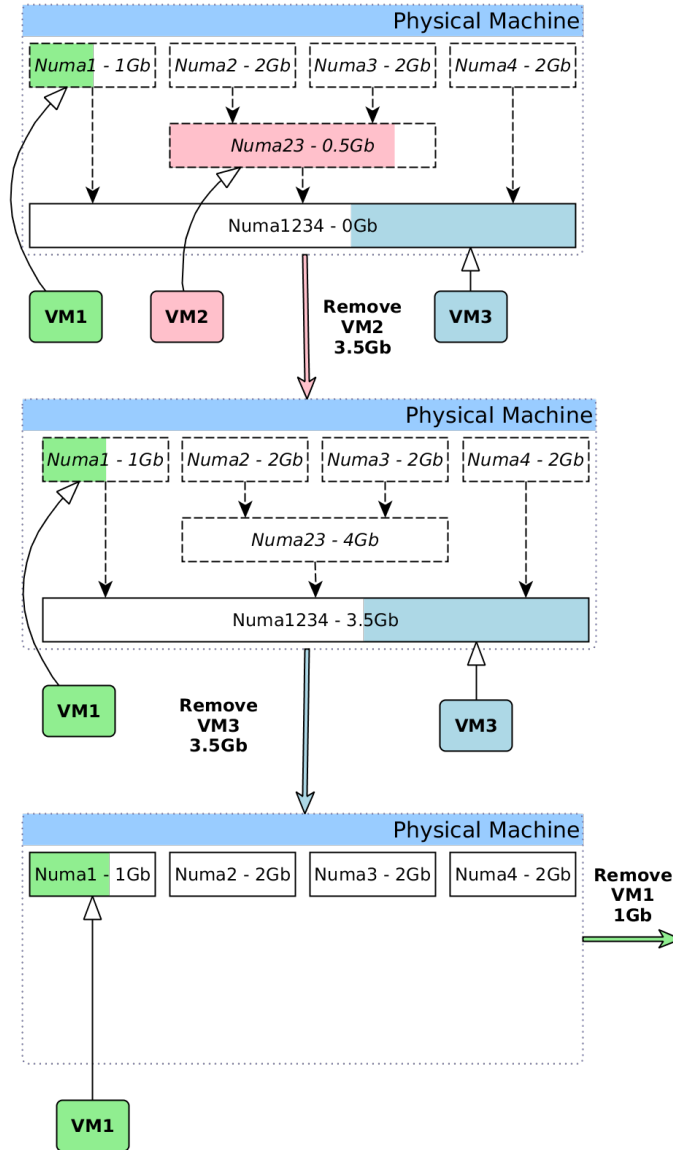 Physical Machine
Numa1 - 1Gb
Numa2 - 2Gb
Numa3 - 2Gb
Numa4 - 2Gb
Numa23 - 0.5Gb
Numa1234 - 0Gb
VM1
VM2
Remove
VM2
3.5Gb
VM3
Physical Machine
Numa1 - 1Gb
Numa2 - 2Gb
Numa3 - 2Gb
Numa4 - 2Gb
Numa23 - 4Gb
Numa1234 - 3.5Gb
VM1
Remove
VM3
3.5Gb
VM3
Physical Machine
Numa1 - 1Gb
Numa2 - 2Gb
Numa3 - 2Gb
Numa4 - 2Gb
Remove
VM1
1Gb
VM1